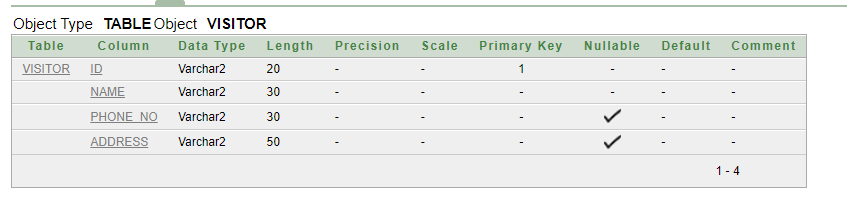 Object Type TABLE Object VISITOR
Table Column Data Type Length Precision Scale Primary Key Nullable Default Comment
VISITOR ID Varchar2 20 - - 1 - - -
NAME Varchar2 30 - - - - - -
PHONE_NO Varchar2 30 - - - ✓ - -
ADDRESS Varchar2 50 - - - ✓ - -
1 - 4